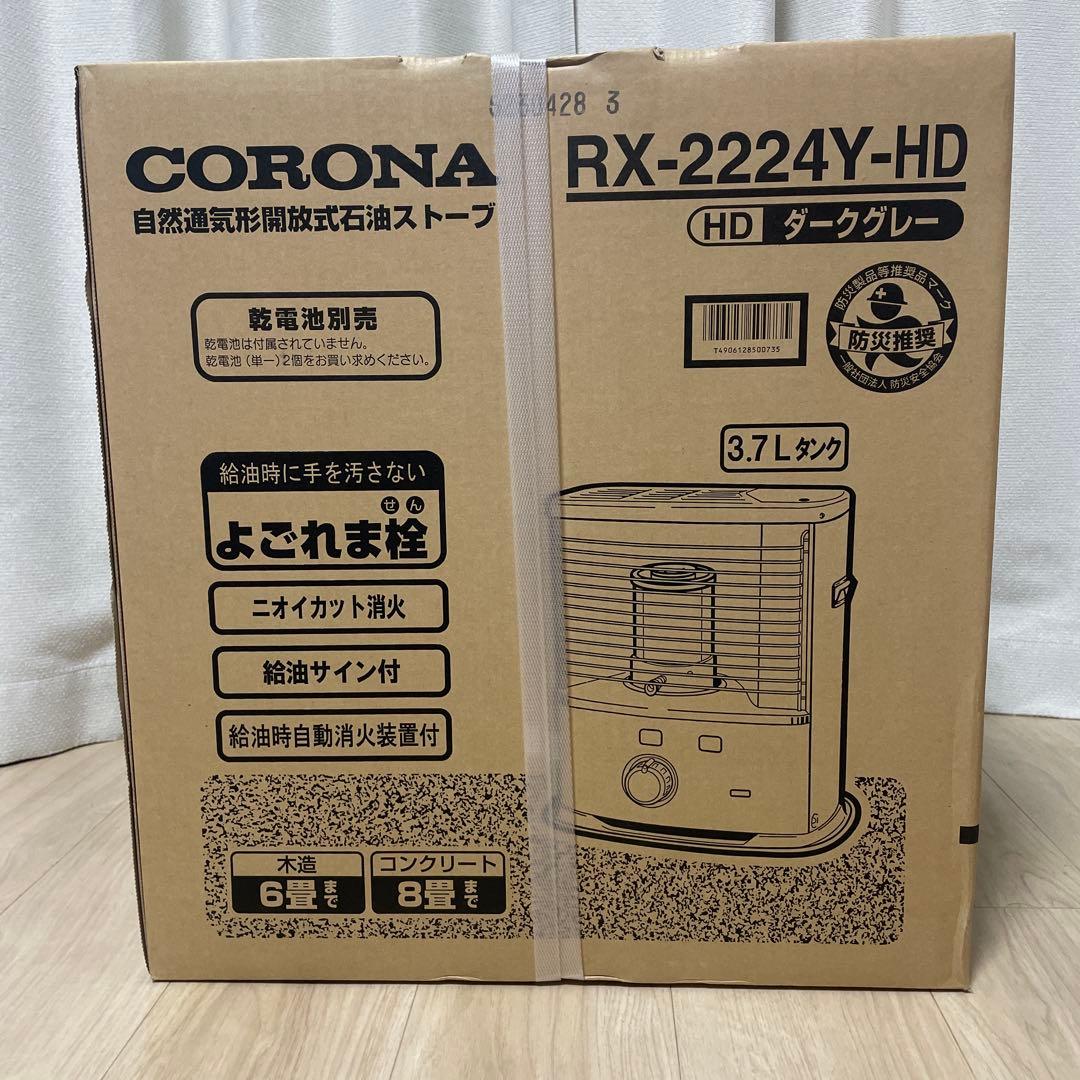 428 3
CORONA
自然通気形開放式石油ストーブ
RX-2224Y-HD
HD ダークグレー
乾電池別売
乾電池は付属されていません。
乾電池(単一)2個をお買い求めください。
T4906128500735
防災製品等推奨品マーク
防災推奨
一般社団法人 防災安全協会
3.7Lタンク
給油時に手を汚さない
せん
よごれま栓
ニオイカット消火
給油サイン付
給油時自動消火装置付
木造
6畳まで
コンクリート
8畳まで